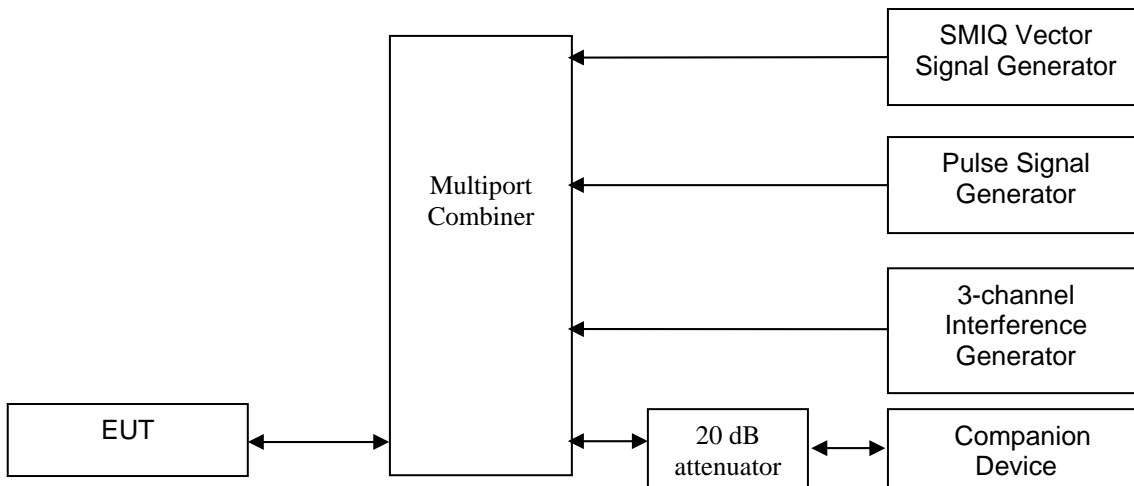 SMIQ Vector
Signal Generator
Pulse Signal
Generator
Multiport
Combiner
3-channel
Interference
Generator
EUT
20 dB
attenuator
Companion
Device